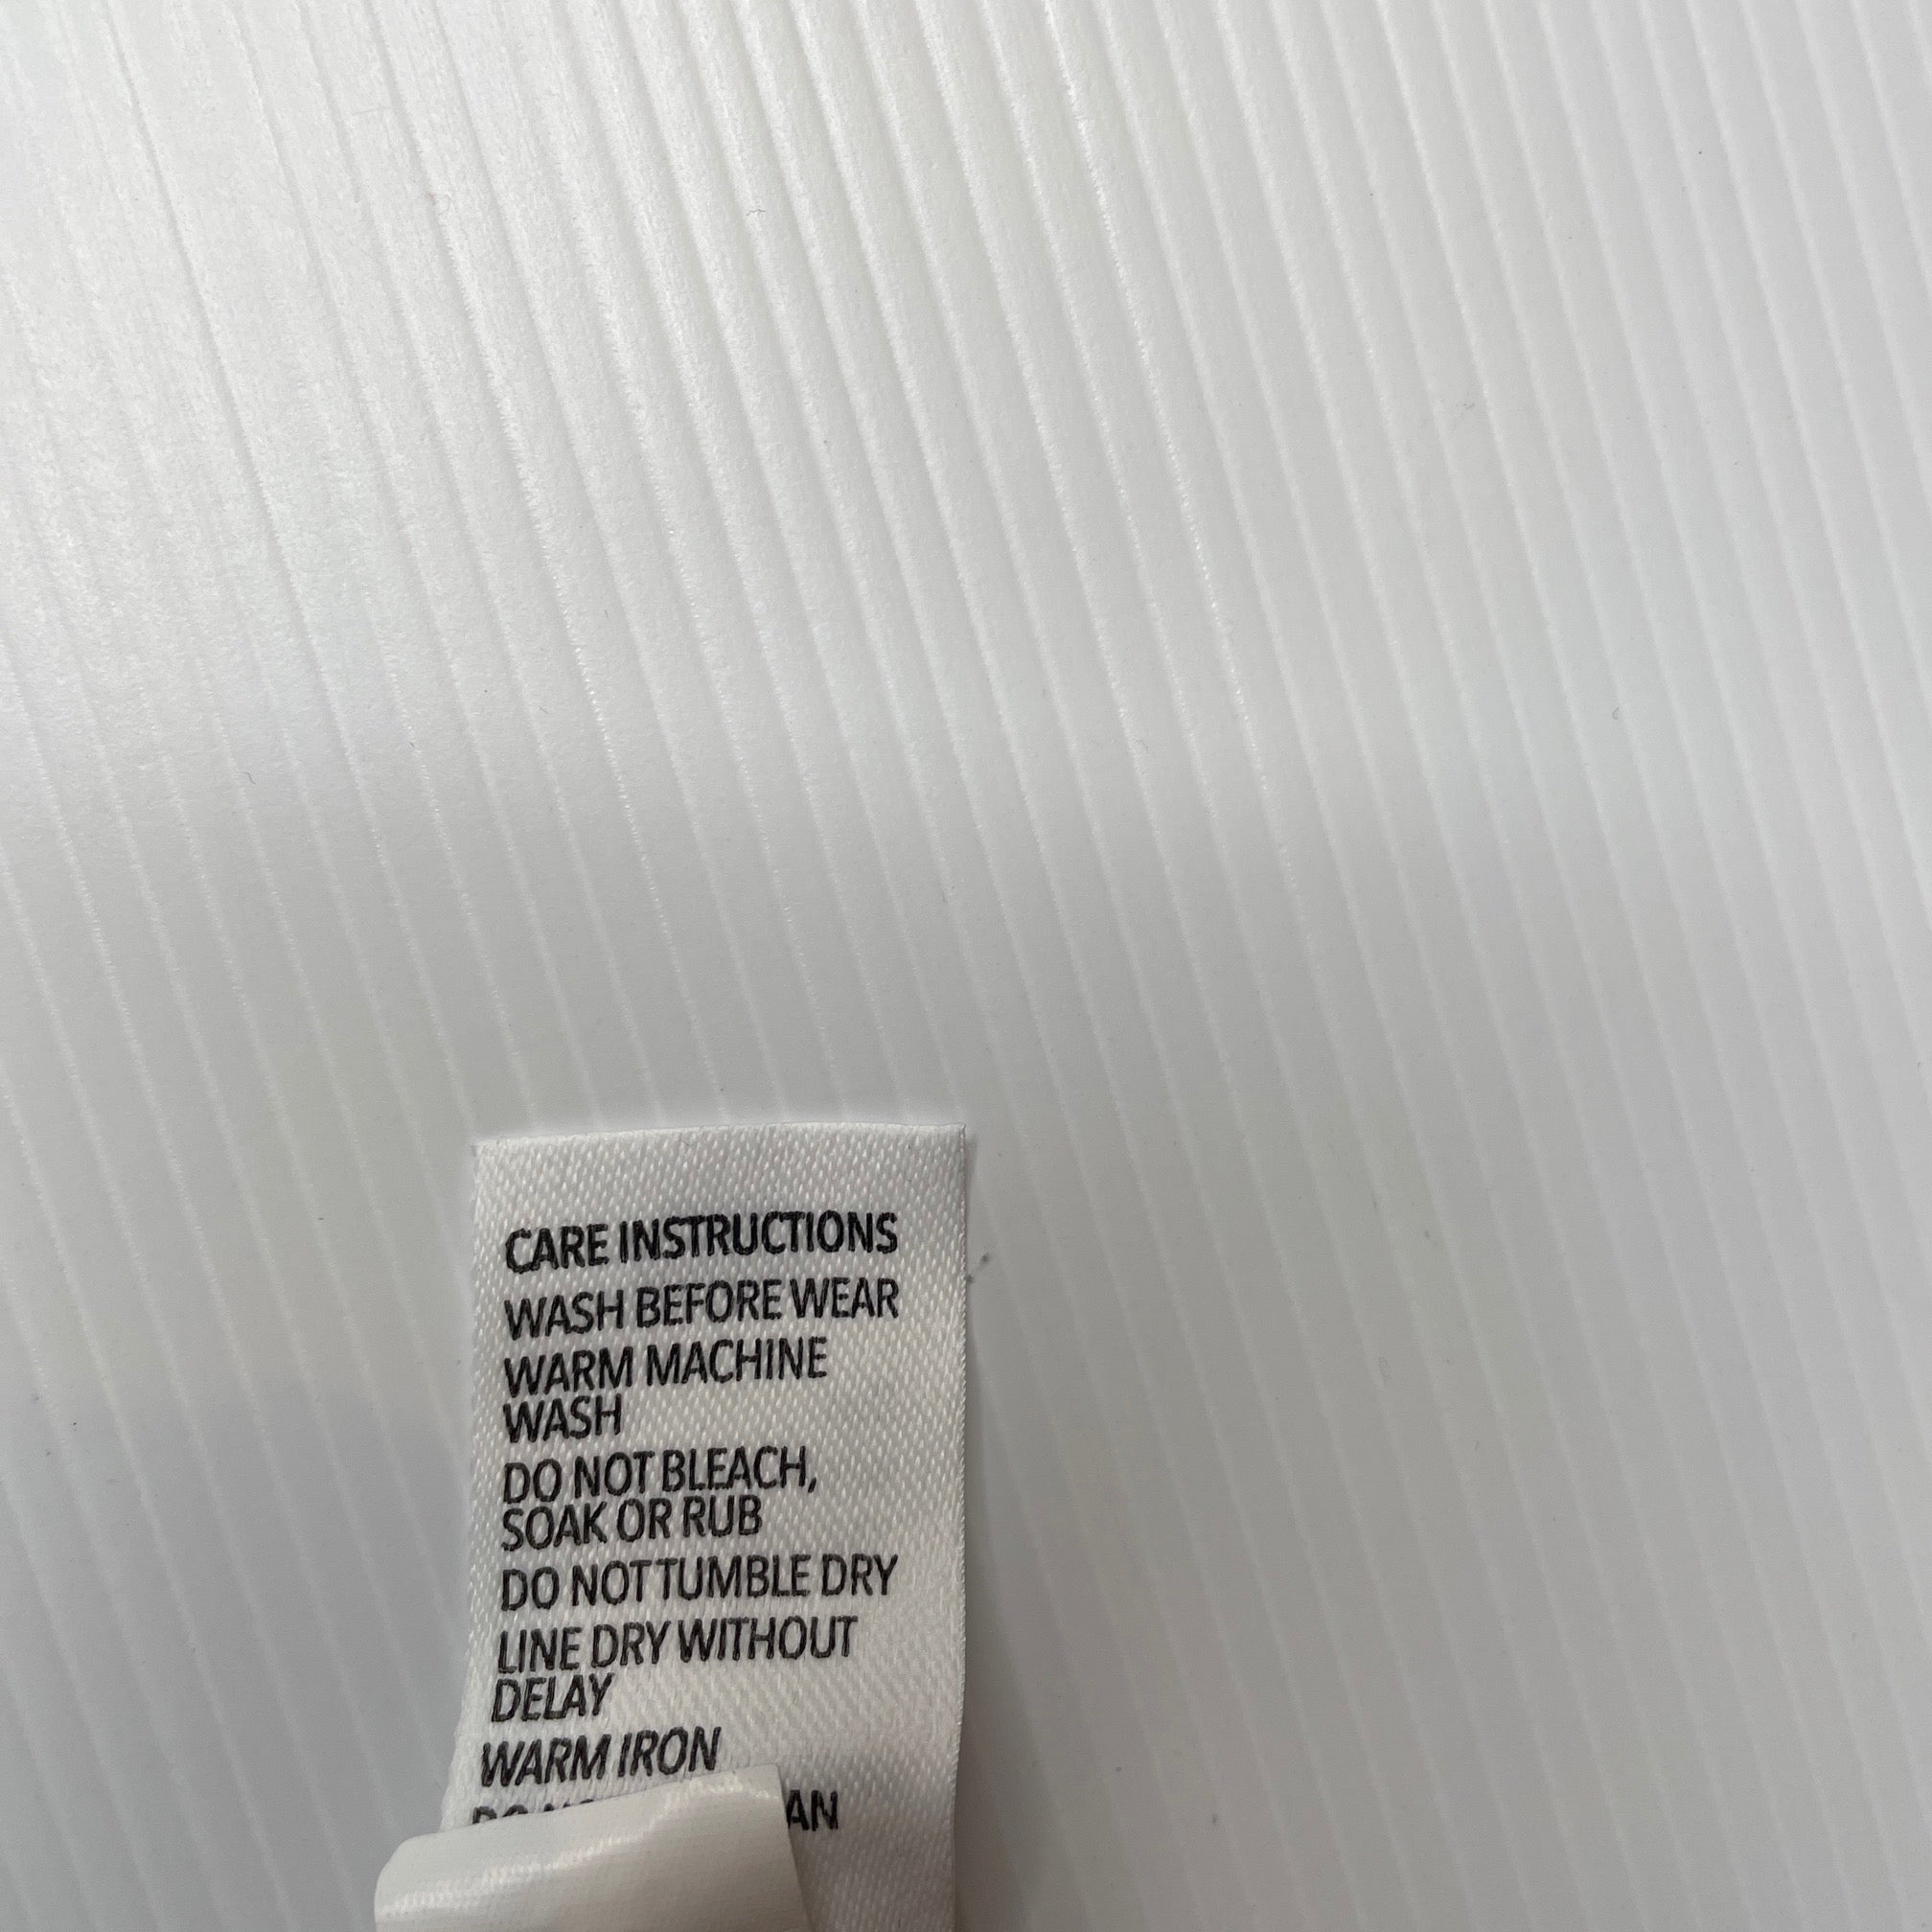 CARE INSTRUCTIONS
WASH BEFORE WEAR
WARM MACHINE
WASH
DO NOT BLEACH,
SOAK OR RUB
DO NOT TUMBLE DRY
LINE DRY WITHOUT
DELAY
WARM IRON
DO